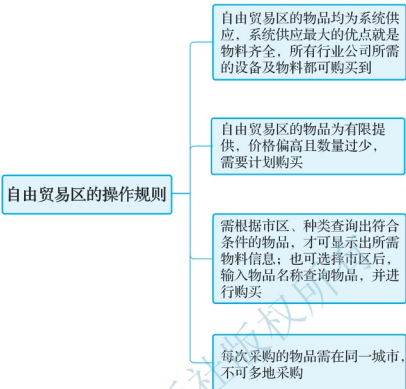 自由贸易区的物品均为系统供
应，系统供应最大的优点就是
物料齐全，所有行业公司所需
的设备及物料都可购买到
自由贸易区的物品为有限提
供，价格偏高且数量过少，
需要计划购买
自由贸易区的操作规则
需根据市区、种类查询出符合
条件的物品，才可显示出所需
物料信息；也可选择市区后，
输入物品名称查询物品，并进
行购买
每次采购的物品需在同一城市，
不可多地采购
社版权所有